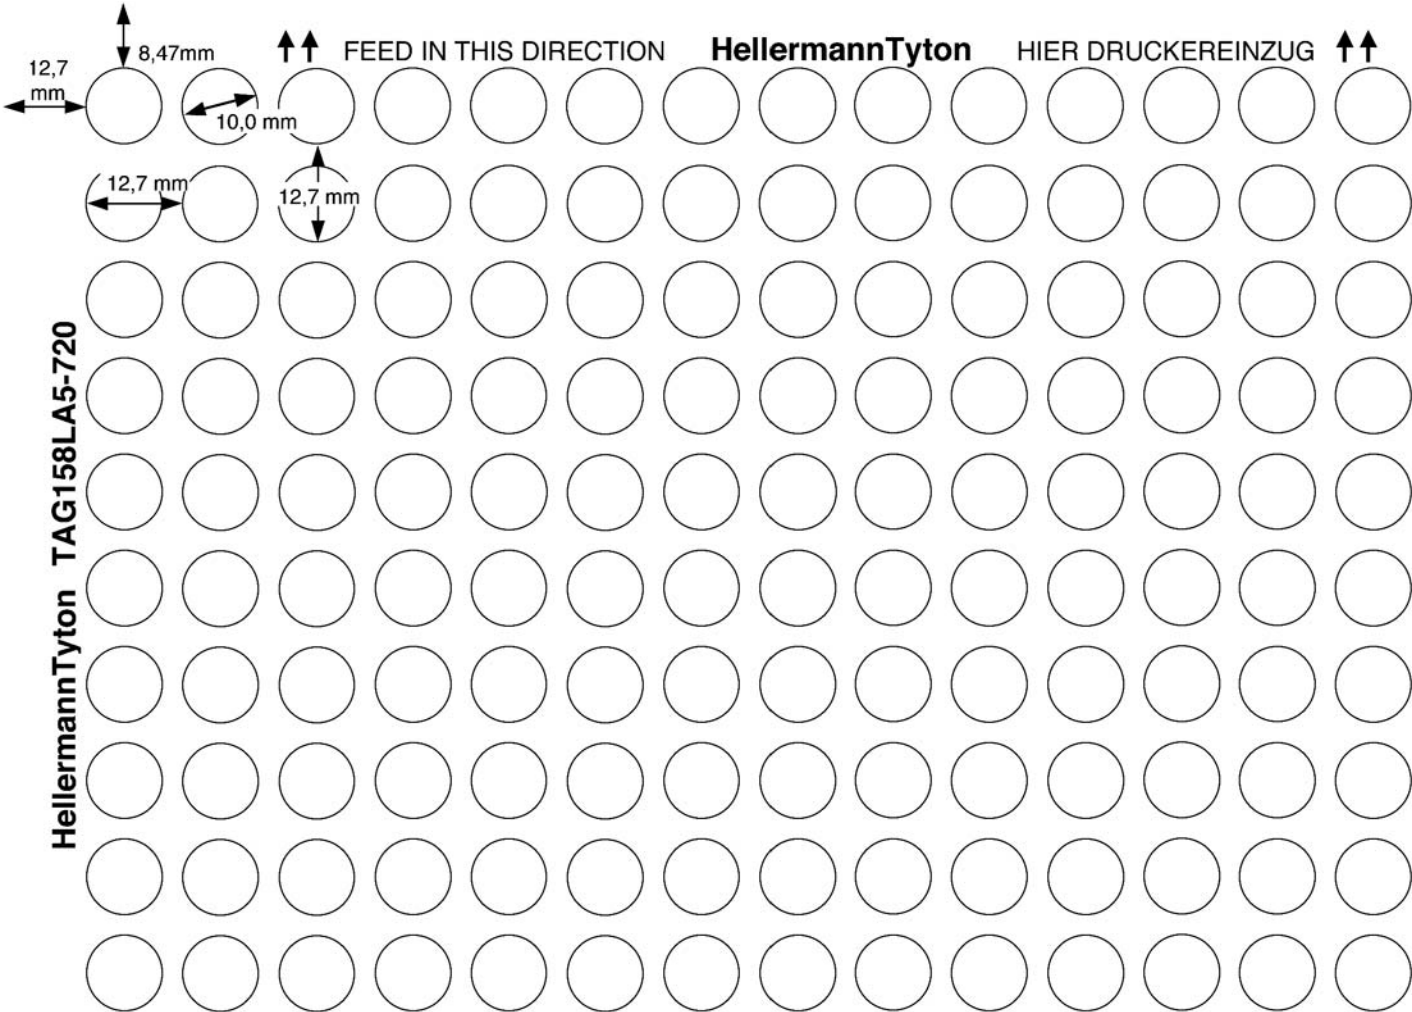 8,47mm
FEED IN THIS DIRECTION HellermannTyton HIER DRUCKEREINZUG
12,7
mm
10,0 mm
12,7 mm
12,7 mm
HellermannTyton TAG158LA5-720